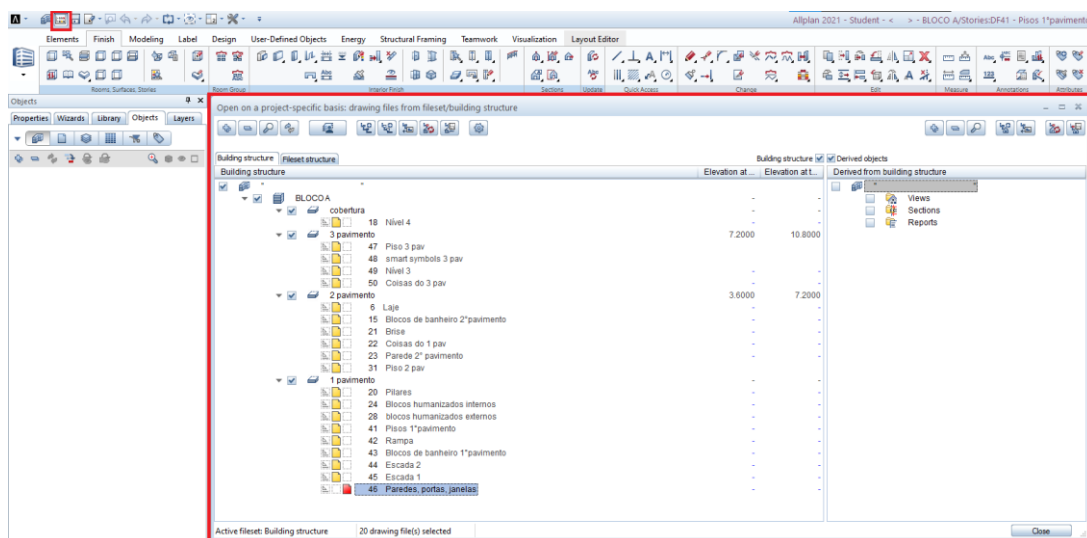 Allplan 2021 - Student - < > - BLOCO A/Stories:DF41 - Pisos 1°paviment
Elements Finish Modeling Label Design User-Defined Objects Energy Structural Framing Teamwork Visualization Layout Editor
Rooms, Surfaces, Stories Room Group Interior Finish Sections Update Quick Access Change Edit Measure Annotations Attributes
Objects
Properties Wizards Library Objects Layers
Open on a project-specific basis: drawing files from fileset/building structure
Building structure Fileset structure Building structure Derived objects
Building structure Elevation at ... Elevation at t... Derived from building structure
BLOCO A - - Views
cobertura - - Sections
18 Nível 4 - - Reports
3 pavimento 7.2000 10.8000
47 Piso 3 pav
48 smart symbols 3 pav
49 Nível 3 - -
50 Coisas do 3 pav - -
2 pavimento 3.6000 7.2000
6 Laje - -
15 Blocos de banheiro 2°pavimento - -
21 Brise - -
22 Coisas do 1 pav - -
23 Parede 2° pavimento - -
31 Piso 2 pav
1 pavimento - -
20 Pilares - -
24 Blocos humanizados internos - -
28 blocos humanizados externos - -
41 Pisos 1°pavimento - -
42 Rampa - -
43 Blocos de banheiro 1°pavimento - -
44 Escada 2 - -
45 Escada 1 - -
46 Paredes, portas, janelas - -
Active fileset: Building structure 20 drawing file(s) selected Close